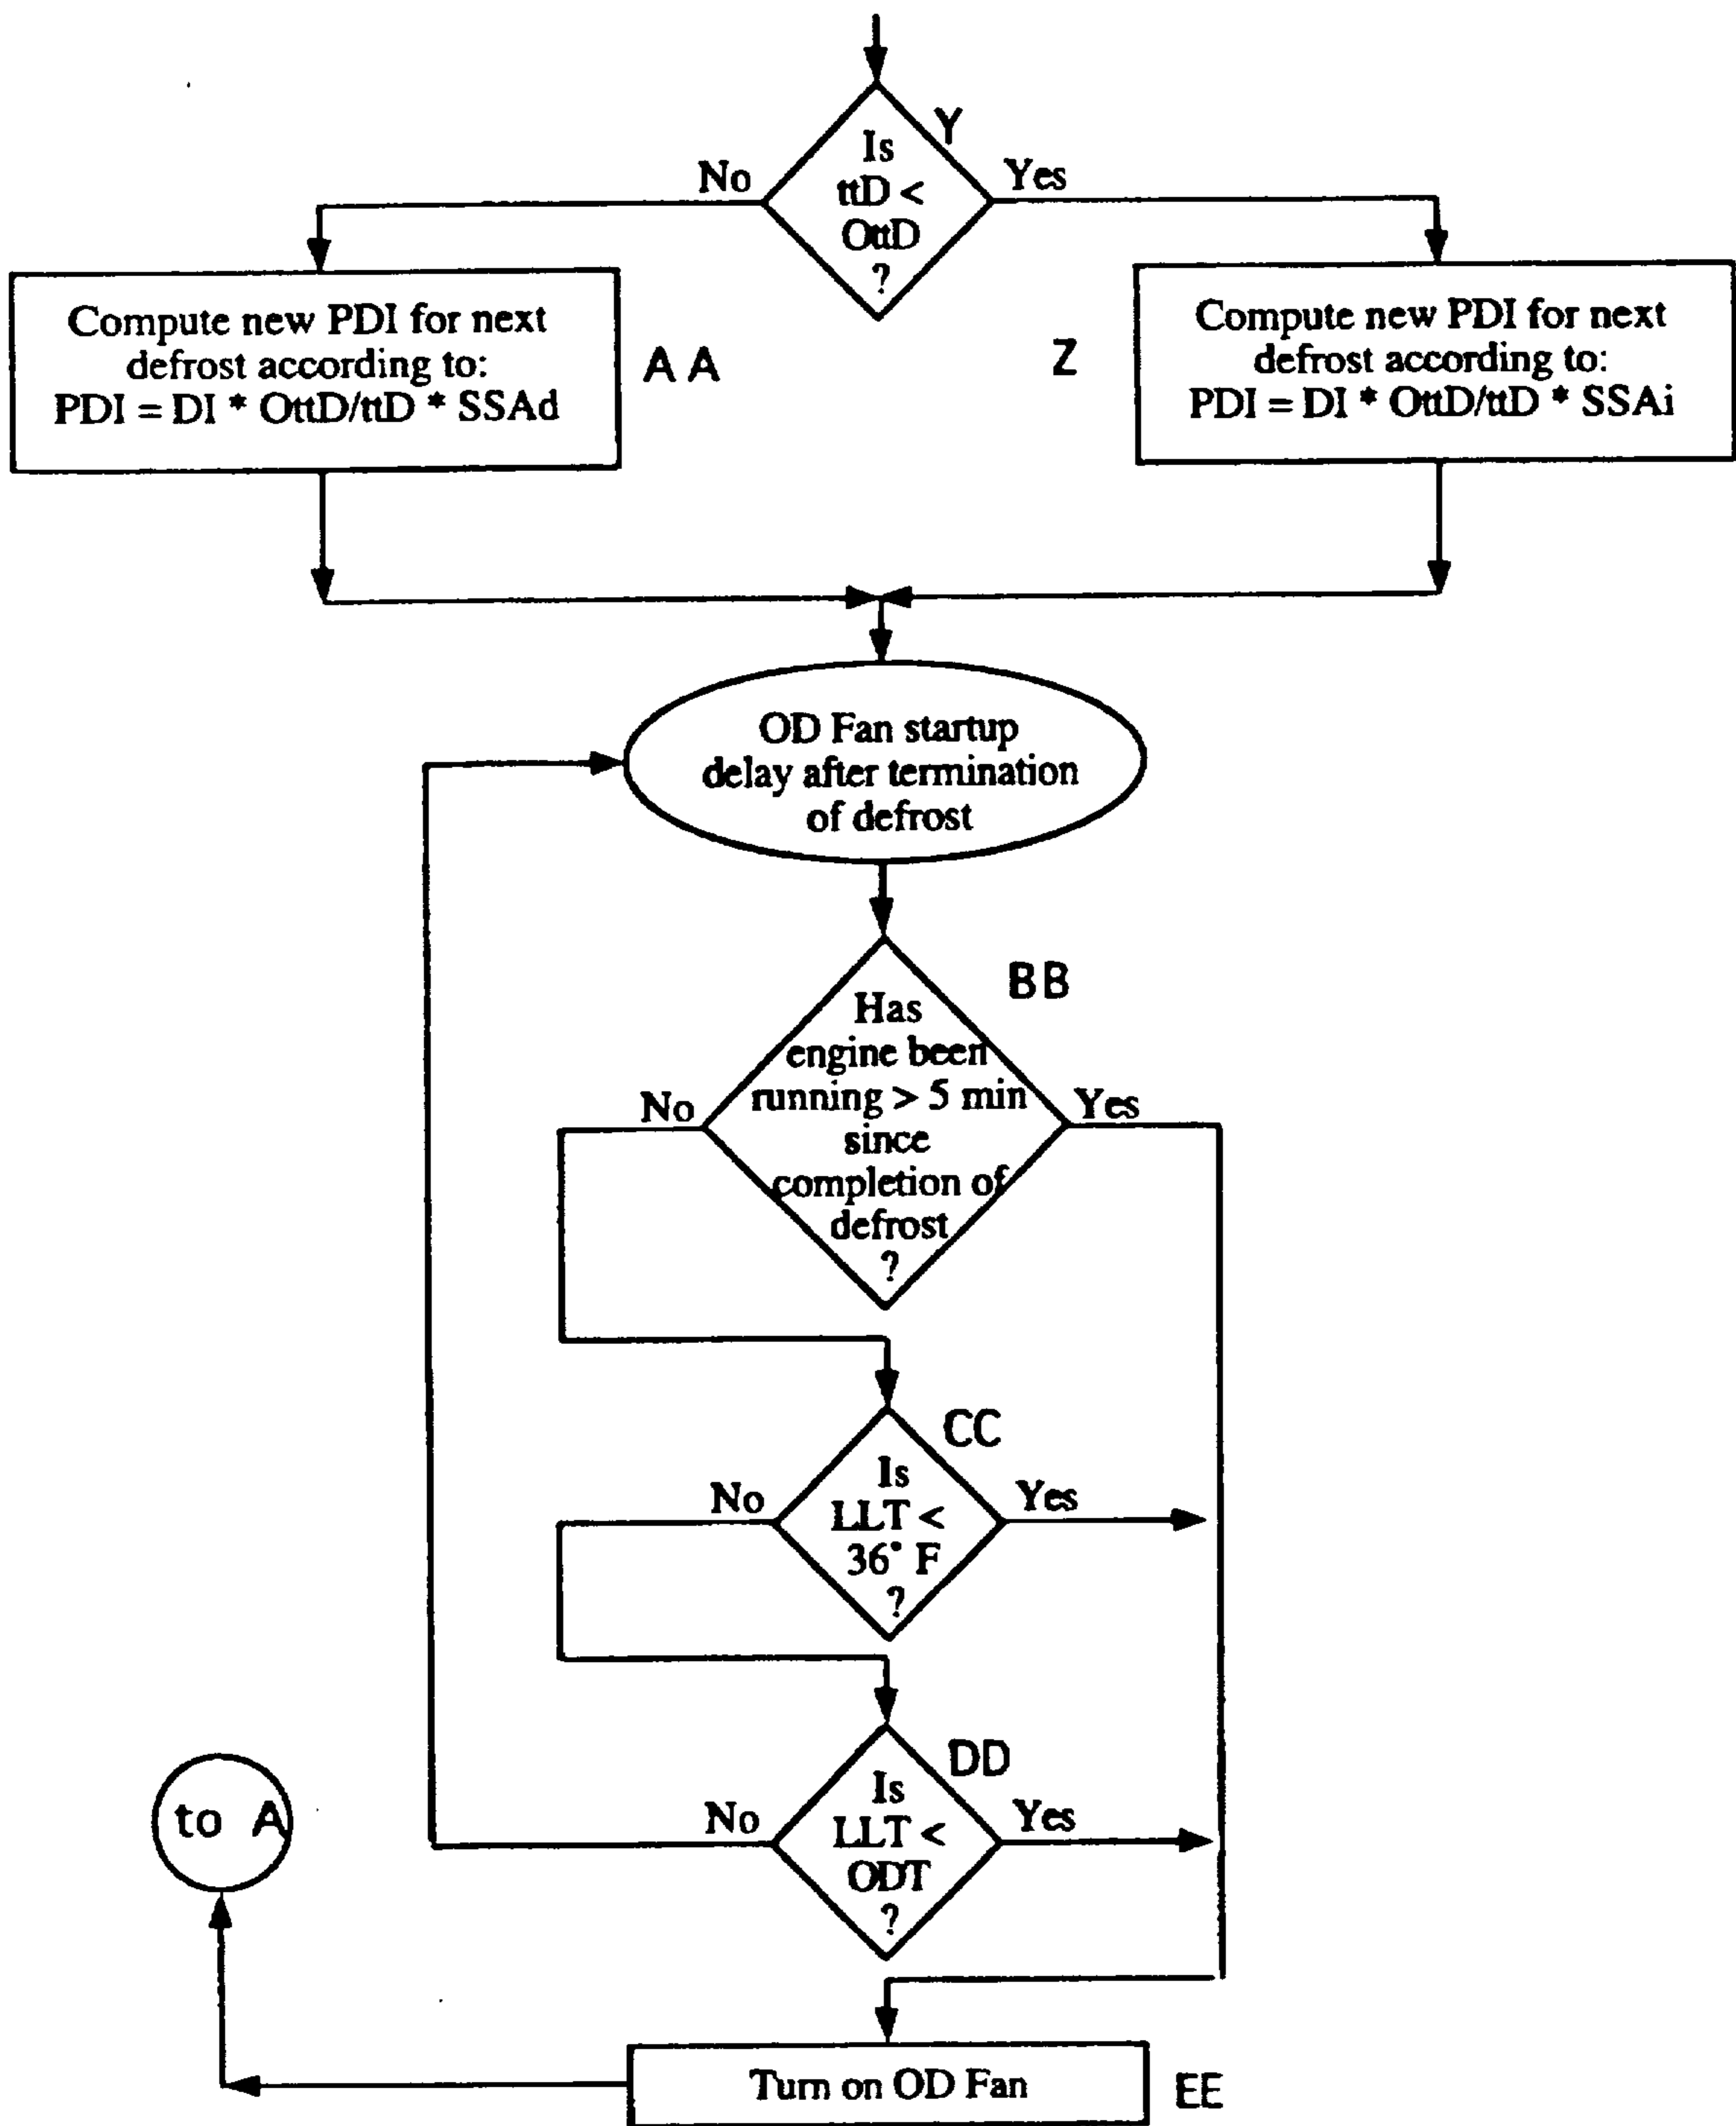 Y
Is
ttD <
OttD
?
No
Yes
Compute new PDI for next
defrost according to:
PDI = DI * OttD/ttD * SSAd
AA
Z
Compute new PDI for next
defrost according to:
PDI = DI * OttD/ttD * SSAi
OD Fan startup
delay after termination
of defrost
BB
Has
engine been
running > 5 min
since
completion of
defrost
?
No
Yes
CC
Is
LLT <
36° F
?
No
Yes
DD
Is
LLT <
ODT
?
No
Yes
to A
Turn on OD Fan
EE